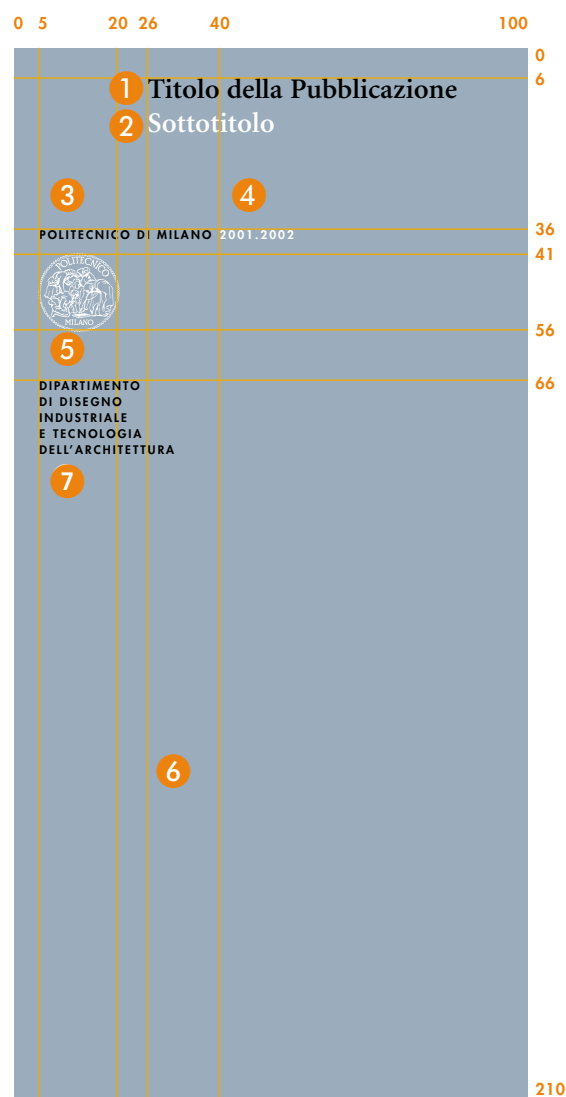 0 5 20 26 40 100
0
6
1 Titolo della Pubblicazione
2 Sottotitolo
3 4
36
POLITECNICO DI MILANO 2001.2002
41
POLITECNICO
MILANO
56
5
66
DIPARTIMENTO
DI DISEGNO
INDUSTRIALE
E TECNOLOGIA
DELL'ARCHITETTURA
7
6
210